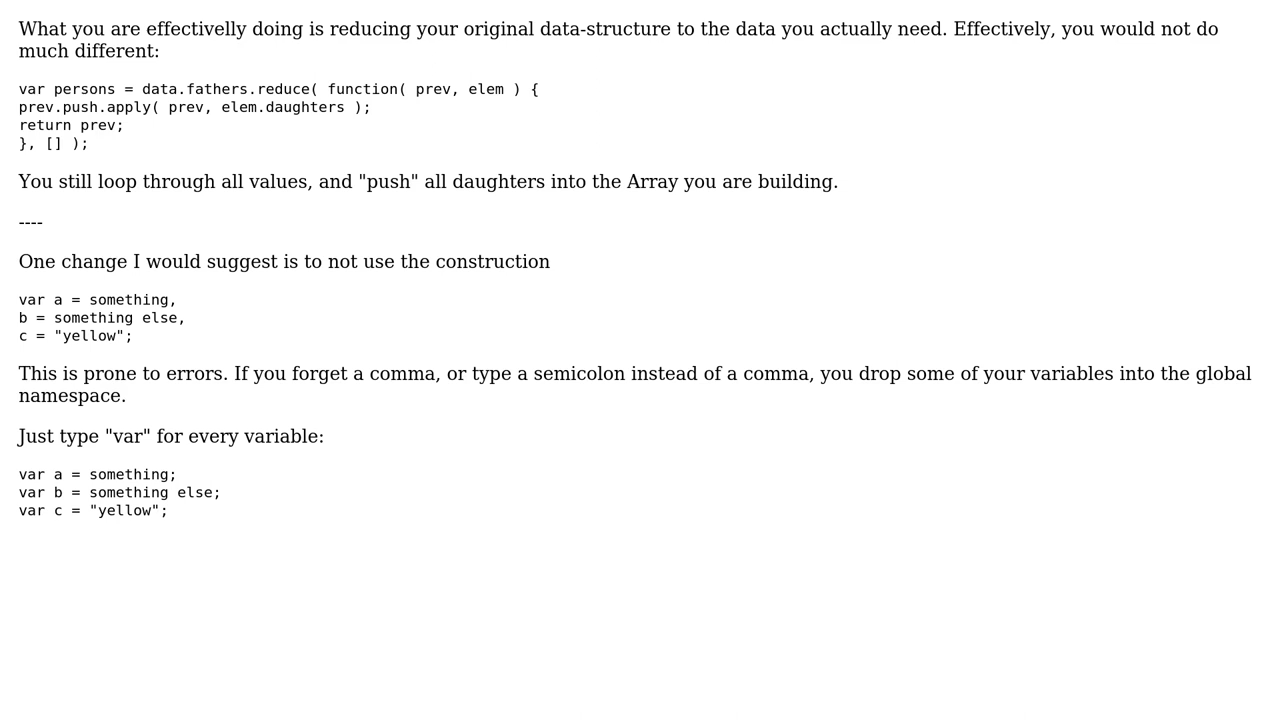 What you are effectivelly doing is reducing your original data-structure to the data you actually need. Effectively, you would not do
much different:
var persons = data.fathers.reduce( function( prev, elem ) {
prev.push.apply( prev, elem.daughters );
return prev;
}, [] );
You still loop through all values, and "push" all daughters into the Array you are building.
----
One change I would suggest is to not use the construction
var a = something,
b = something else,
c = "yellow";
This is prone to errors. If you forget a comma, or type a semicolon instead of a comma, you drop some of your variables into the global
namespace.
Just type "var" for every variable:
var a = something;
var b = something else;
var c = "yellow";